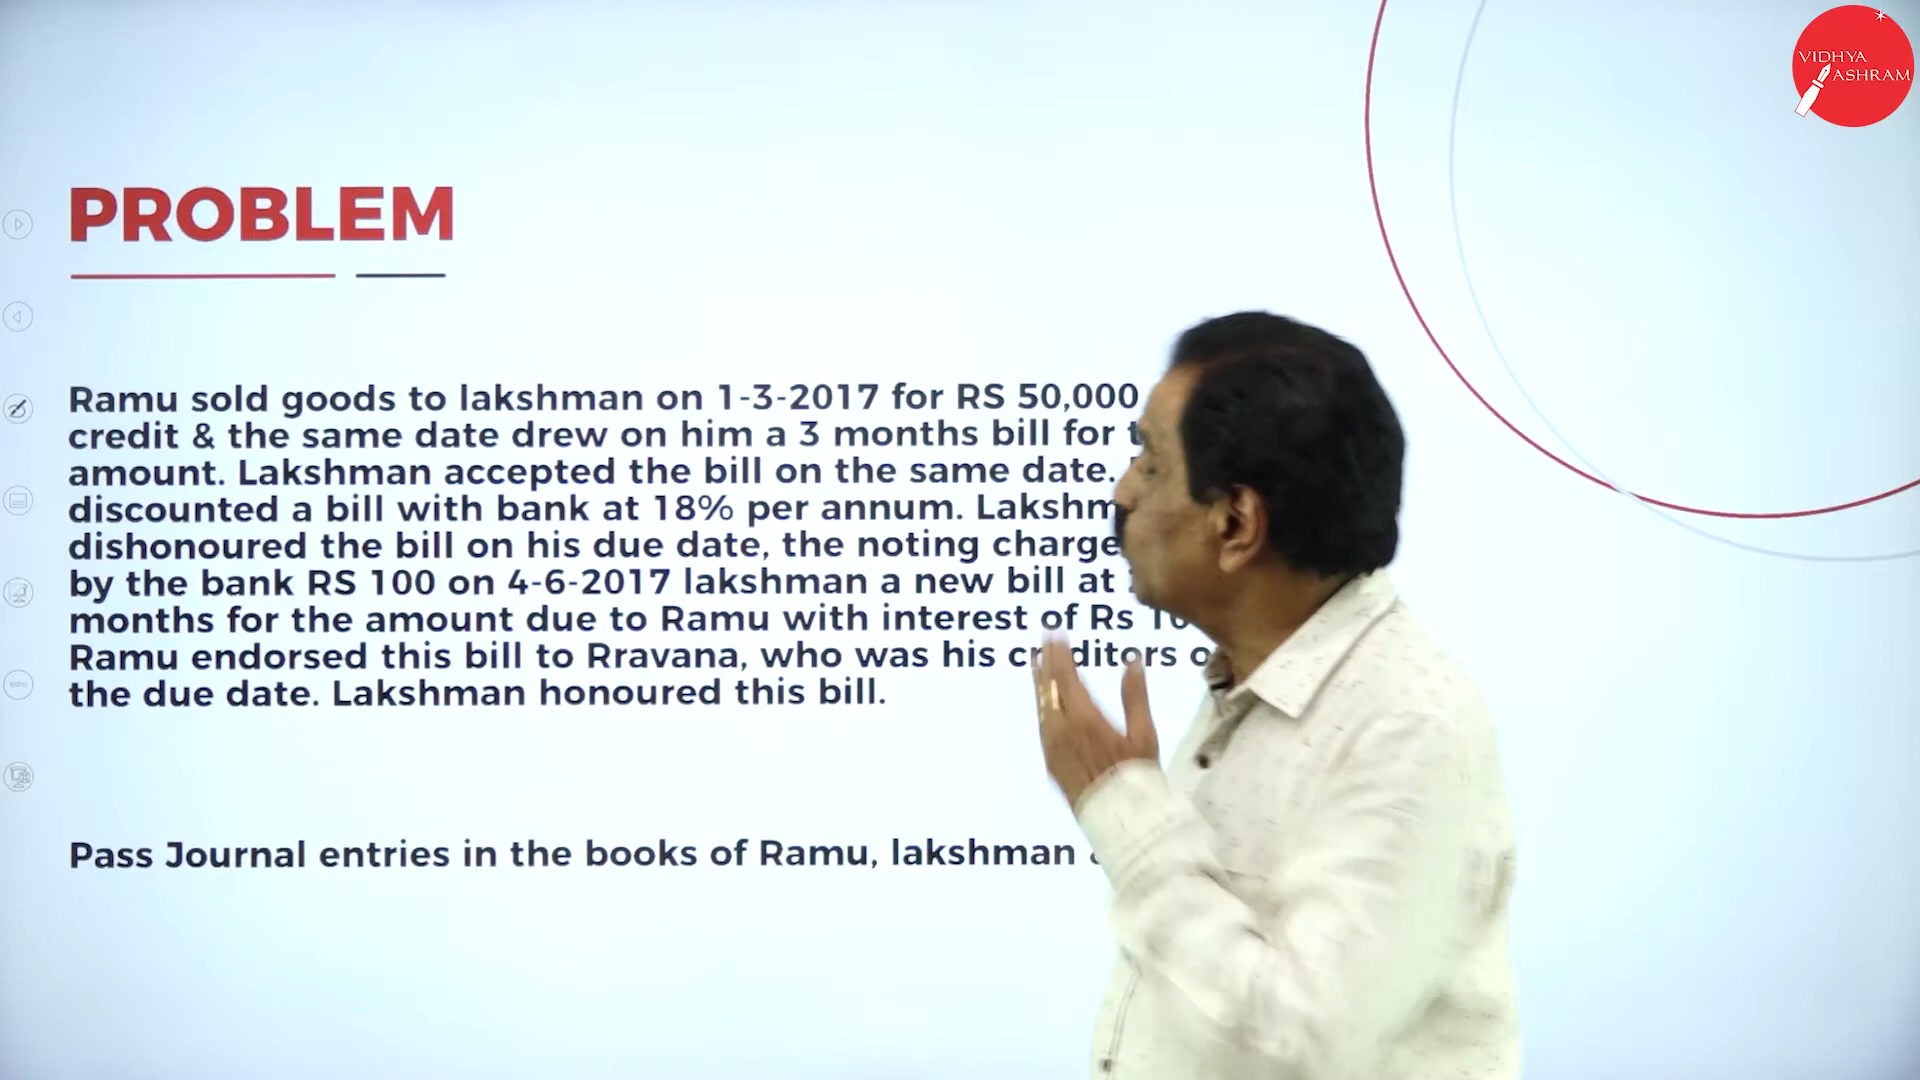 VIDHYA
ASHRAM
PROBLEM
Ramu sold goods to lakshman on 1-3-2017 for RS 50,000
credit & the same date drew on him a 3 months bill for
amount. Lakshman accepted the bill on the same date.
discounted a bill with bank at 18% per annum.
dishonoured the bill on his due date, the noting
by the bank RS 100 on 4-6-2017 lakshman a new bill at
months for the amount due to Ramu with interest of Rs
Ramu endorsed this bill to Rravana, who was his
the due date. Lakshman honoured this bill.
Pass Journal entries in the books of Ramu, lakshman